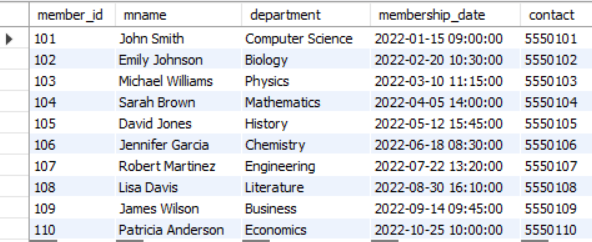 member_id mname department membership_date contact
101 John Smith Computer Science 2022-01-15 09:00:00 5550101
102 Emily Johnson Biology 2022-02-20 10:30:00 5550102
103 Michael Williams Physics 2022-03-10 11:15:00 5550103
104 Sarah Brown Mathematics 2022-04-05 14:00:00 5550104
105 David Jones History 2022-05-12 15:45:00 5550105
106 Jennifer Garcia Chemistry 2022-06-18 08:30:00 5550106
107 Robert Martinez Engineering 2022-07-22 13:20:00 5550107
108 Lisa Davis Literature 2022-08-30 16:10:00 5550108
109 James Wilson Business 2022-09-14 09:45:00 5550109
110 Patricia Anderson Economics 2022-10-25 10:00:00 5550110